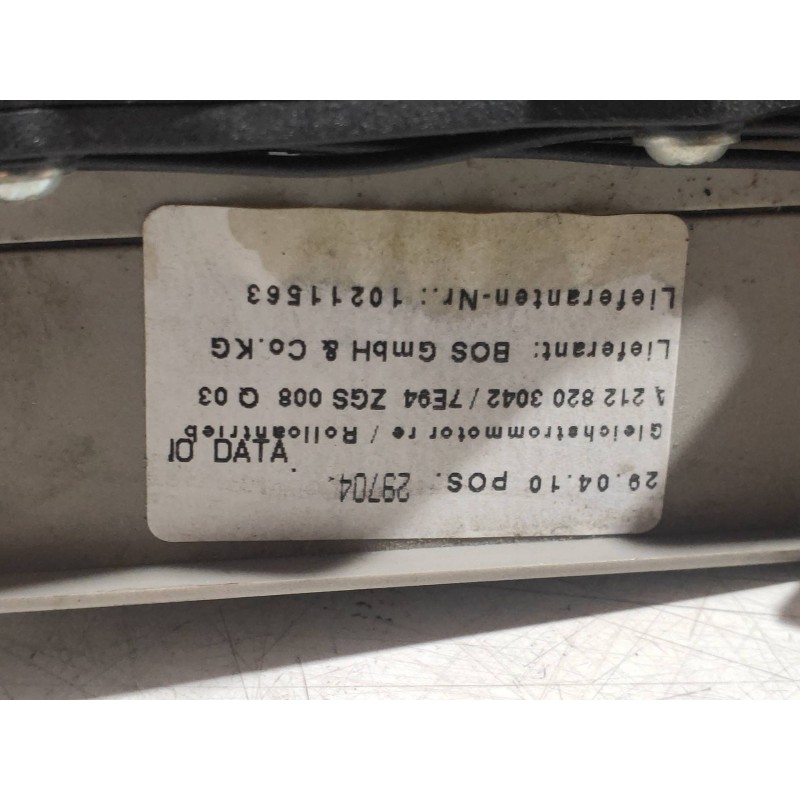 29.04.10 POS. 29704.
Gleichstrommotor re / Rolloantrieb
A 212 820 3042 / 7E94 ZGS 008 Q 03
Lieferant: BOS GmbH & Co.KG
Lieferanten-Nr.: 10211563
IO DATA.